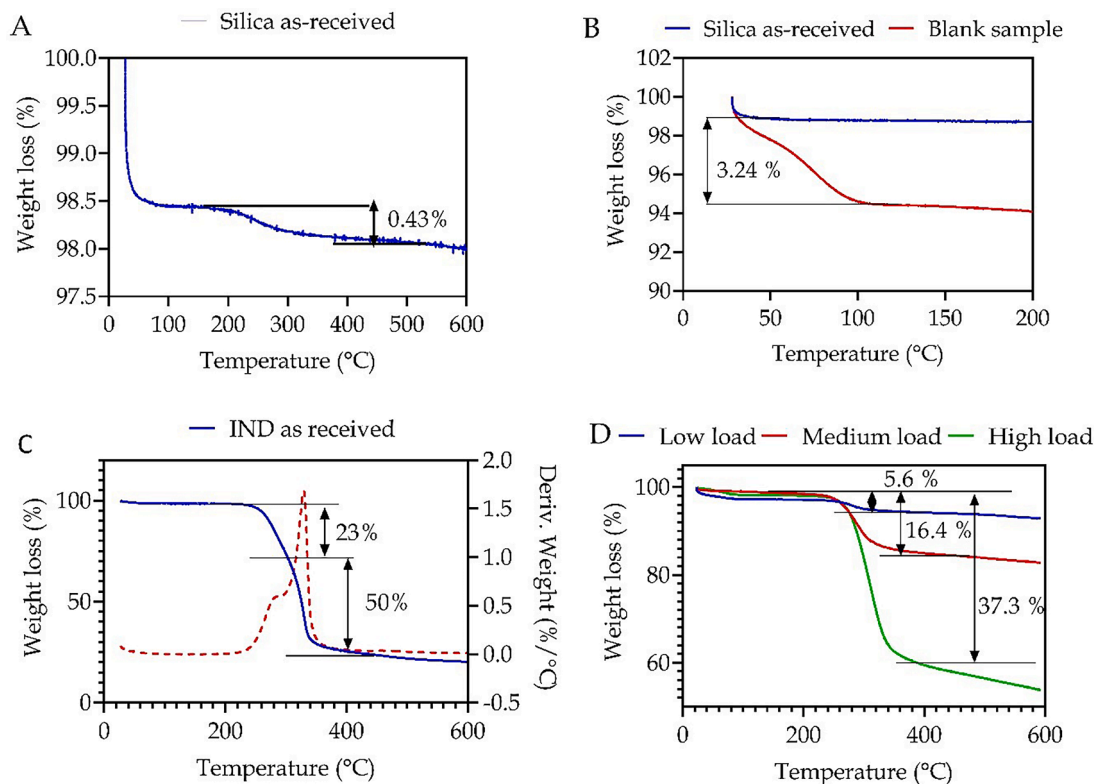 A
Silica as-received
100.0
99.5
99.0
98.5
98.0
97.5
Weight loss (%)
0.43%
0 100 200 300 400 500 600
Temperature (°C)
B
Silica as-received Blank sample
102
100
98
96
94
92
90
Weight loss (%)
3.24 %
0 50 100 150 200
Temperature (°C)
C
IND as received
100
50
0
Weight loss (%)
23%
50%
2.0
1.5
1.0
0.5
0.0
-0.5
Deriv. Weight (%/°C)
0 200 400 600
Temperature (°C)
D
Low load Medium load High load
100
80
60
Weight loss (%)
5.6 %
16.4 %
37.3 %
0 200 400 600
Temperature (°C)